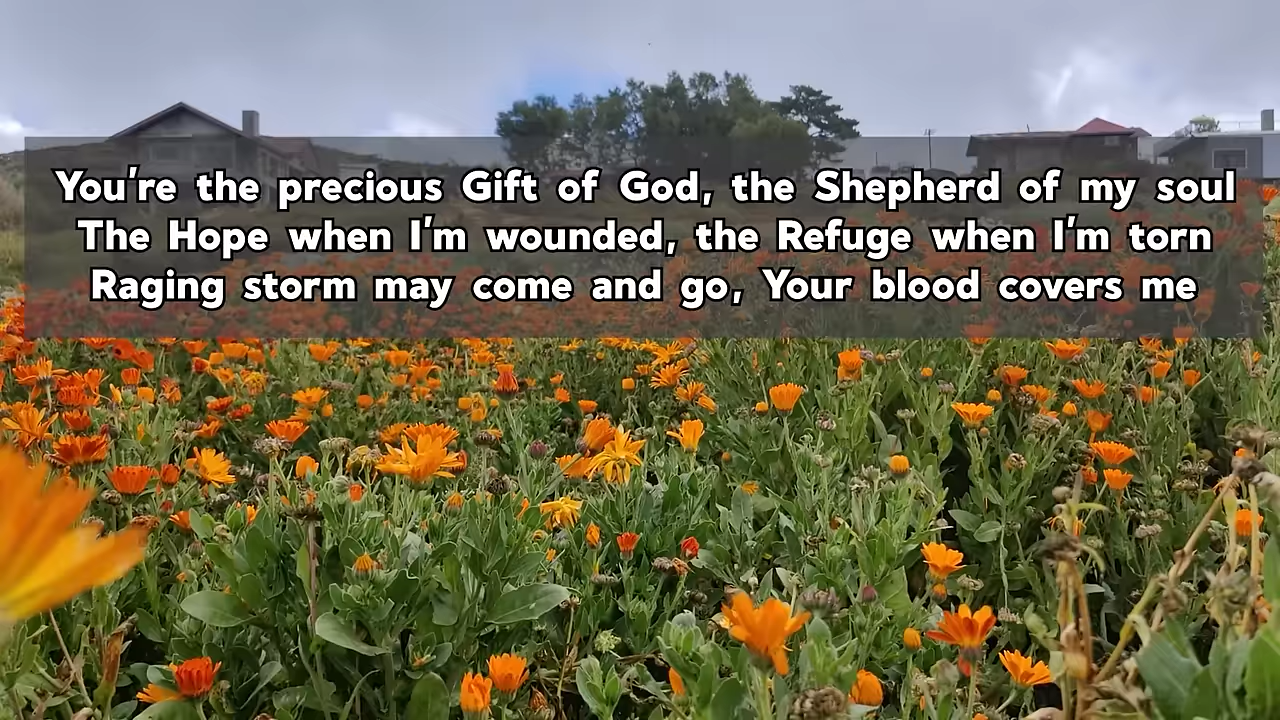 You're the precious Gift of God, the Shepherd of my soul
The Hope when I'm wounded, the Refuge when I'm torn
Raging storm may come and go, Your blood covers me